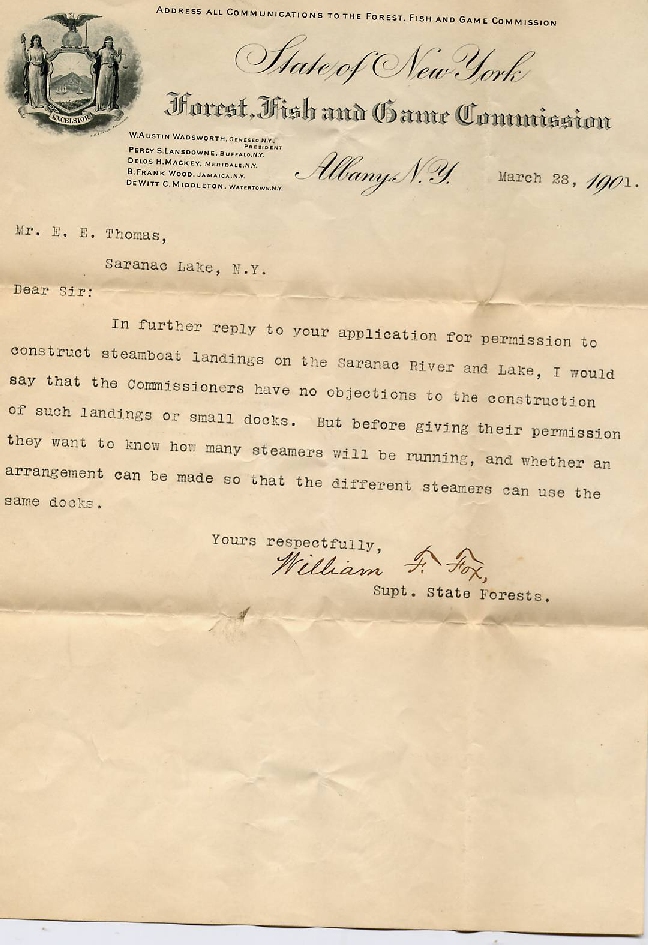 ADDRESS ALL COMMUNICATIONS TO THE FOREST, FISH AND GAME COMMISSION
State of New York
Forest, Fish and Game Commission
EXCELSIOR
W. AUSTIN WADSWORTH, GENESEO, N.Y.,
PRESIDENT
PERCY S. LANSDOWNE, BUFFALO, N.Y.
DELOS H. MACKEY, MERIDALE, N.Y.
B. FRANK WOOD, JAMAICA, N.Y.
DEWITT C. MIDDLETON, WATERTOWN, N.Y.
Albany, N.Y. March 28, 1901.
Mr. E. E. Thomas,
Saranac Lake, N.Y.
Dear Sir:
In further reply to your application for permission to
construct steamboat landings on the Saranac River and Lake, I would
say that the Commissioners have no objections to the construction
of such landings or small docks. But before giving their permission
they want to know how many steamers will be running, and whether an
arrangement can be made so that the different steamers can use the
same docks.
Yours respectfully,
William F. Fox,
Supt. State Forests.